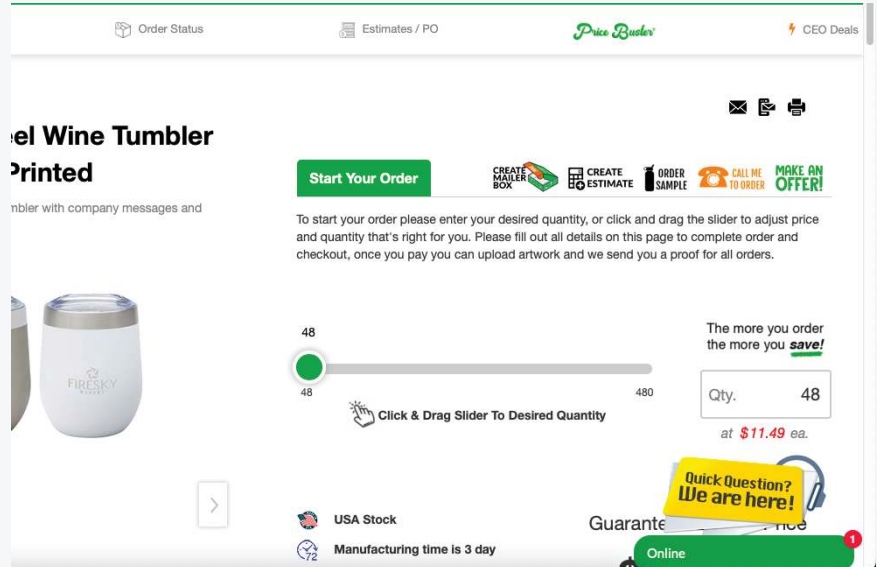 Order Status
Estimates / PO
Price Buster
CEO Deals
el Wine Tumbler
Printed
mbler with company messages and
Start Your Order
CREATE MAILER BOX
CREATE ESTIMATE
ORDER SAMPLE
CALL ME TO ORDER
MAKE AN OFFER!
To start your order please enter your desired quantity, or click and drag the slider to adjust price
and quantity that's right for you. Please fill out all details on this page to complete order and
checkout, once you pay you can upload artwork and we send you a proof for all orders.
48
The more you order
the more you save!
48
480
Qty. 48
Click & Drag Slider To Desired Quantity
at $11.49 ea.
FIRESKY
Quick Question?
We are here!
USA Stock
Guarante
72
Manufacturing time is 3 day
Online
1